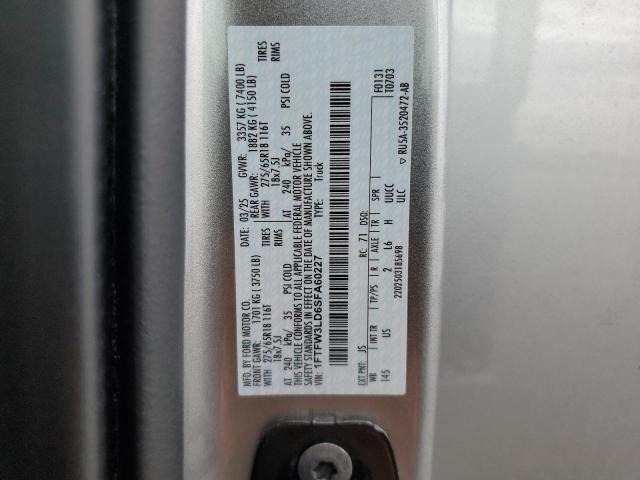 MFD. BY FORD MOTOR CO.
DATE: 03/25 GVWR: 3357 KG ( 7400 LB)
FRONT GAWR: 1701 KG ( 3750 LB) REAR GAWR: 1882 KG ( 4150 LB)
WITH 275/65R18 116T TIRES WITH 275/65R18 116T TIRES
18x7.5J RIMS 18x7.5J RIMS
AT 240 kPa/ 35 PSI COLD AT 240 kPa/ 35 PSI COLD
THIS VEHICLE CONFORMS TO ALL APPLICABLE FEDERAL MOTOR VEHICLE
SAFETY STANDARDS IN EFFECT ON THE DATE OF MANUFACTURE SHOWN ABOVE.
VIN: 1FTFW3LD6SFA60227 TYPE: Truck
F0131
T0703
EXT PNT: JS RC: 71 DSO:
WB INT TR TP/PS R AXLE TR SPR
145 US 2 L6 H UUCC
2202503185698 ULC
▽ RU5A-3520472-AB